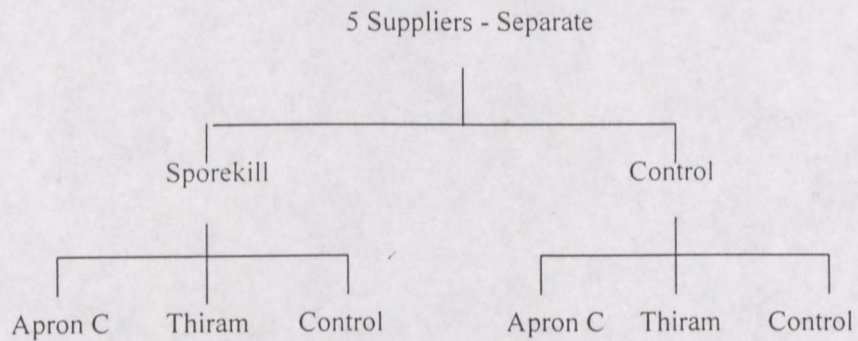 5 Suppliers - Separate
Sporekill Control
Apron C Thiram Control Apron C Thiram Control